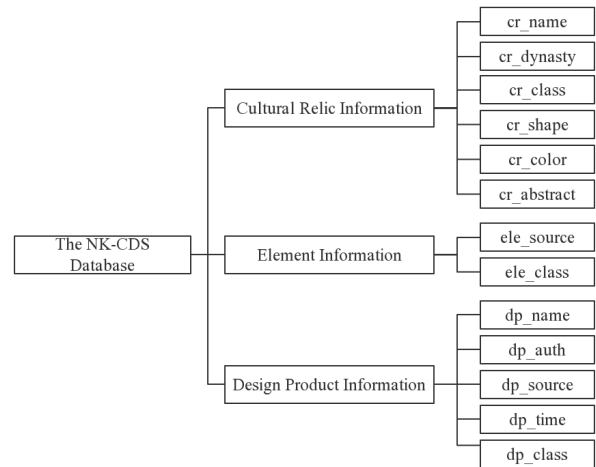 The NK-CDS
Database
Cultural Relic Information
cr_name
cr_dynasty
cr_class
cr_shape
cr_color
cr_abstract
Element Information
ele_source
ele_class
Design Product Information
dp_name
dp_auth
dp_source
dp_time
dp_class